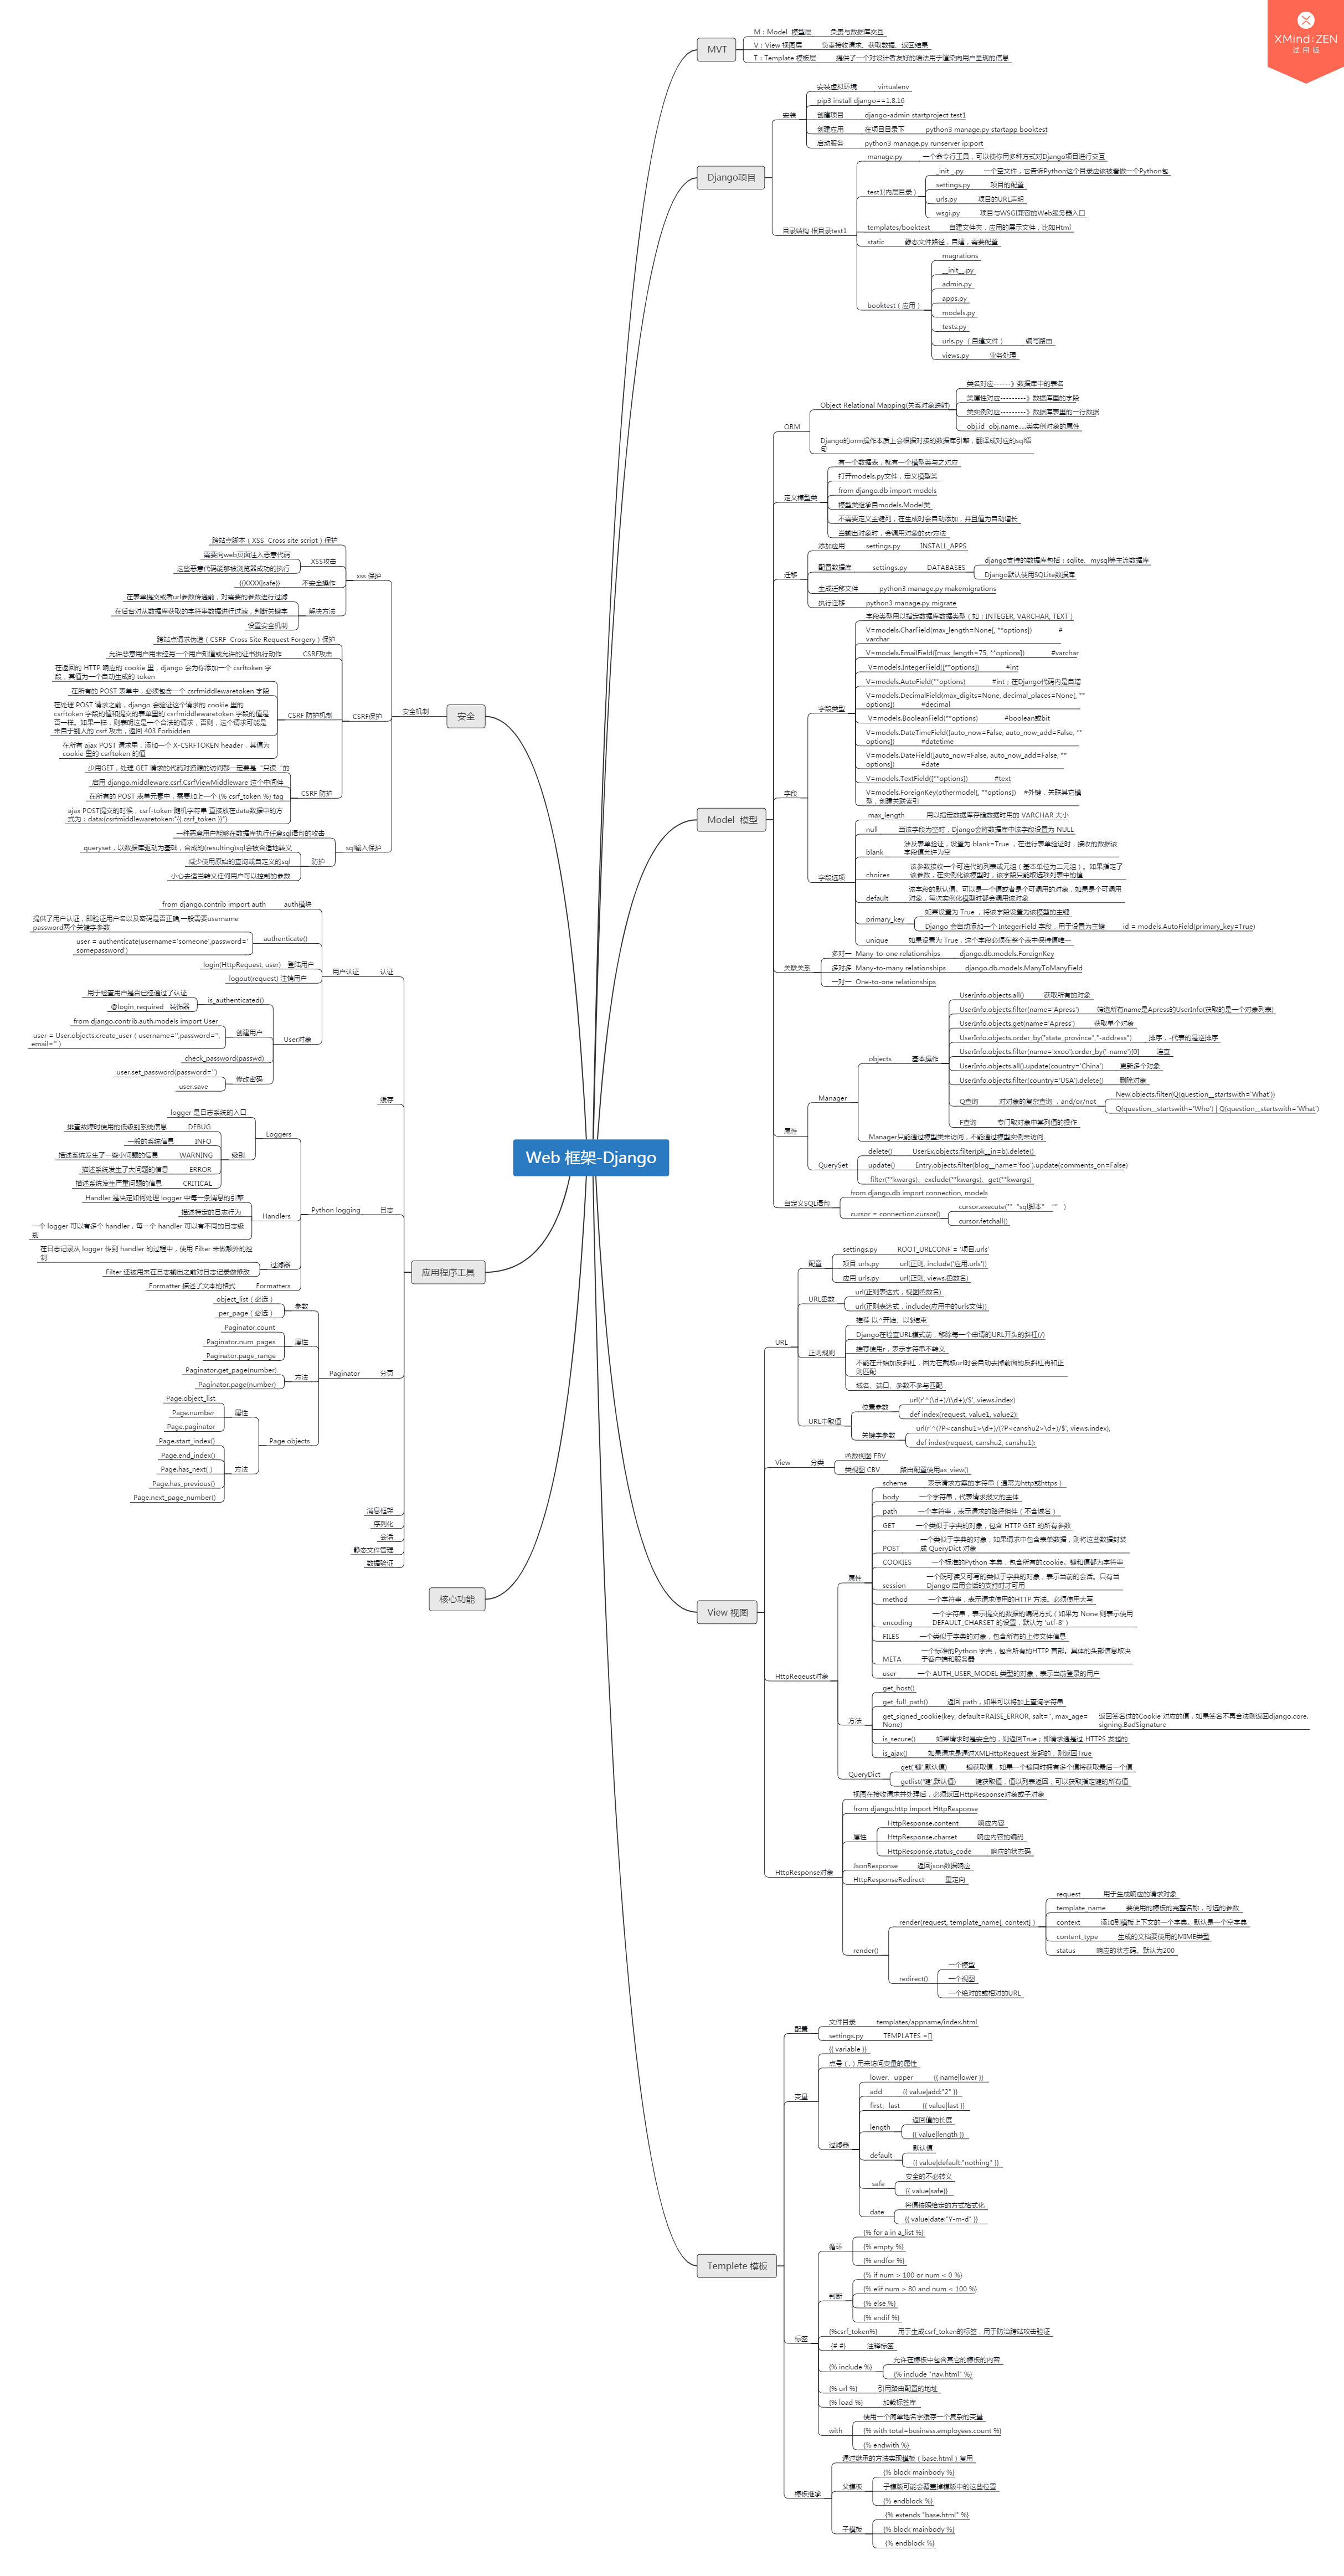 XMind:ZEN
试用版
Web 框架-Django
MVT
M：Model 模型层 负责与数据库交互
V：View 视图层 负责接收请求、获取数据、返回结果
T：Template 模板层 提供了一个对设计者友好的语法用于渲染向用户呈现的信息
Django项目
安装
安装虚拟环境 virtualenv
pip3 install django==1.8.16
创建项目 django-admin startproject test1
创建应用 在项目目录下 python3 manage.py startapp booktest
启动服务 python3 manage.py runserver ip:port
目录结构 根目录test1
manage.py 一个命令行工具，可以使你用多种方式对Django项目进行交互
test1(内层目录)
_init _.py 一个空文件，它告诉Python这个目录应该被看做一个Python包
settings.py 项目的配置
urls.py 项目的URL声明
wsgi.py 项目与WSGI兼容的Web服务器入口
templates/booktest 自建文件夹，应用的展示文件，比如Html
static 静态文件路径，自建，需要配置
booktest（应用）
magrations
__init__.py
admin.py
apps.py
models.py
tests.py
urls.py （自建文件） 编写路由
views.py 业务处理
Model 模型
ORM
Object Relational Mapping(关系对象映射)
类名对应------》数据库中的表名
类属性对应---------》数据库里的字段
类实例对应---------》数据库表里的一行数据
obj.id obj.name.....类实例对象的属性
Django的orm操作本质上会根据对接的数据库引擎，翻译成对应的sql语
句
定义模型类
有一个数据表，就有一个模型类与之对应
打开models.py文件，定义模型类
from django.db import models
模型类继承自models.Model类
不需要定义主键列，在生成时会自动添加，并且值为自动增长
当输出对象时，会调用对象的str方法
迁移
添加应用 settings.py INSTALL_APPS
配置数据库 settings.py DATABASES
django支持的数据库包括：sqlite、mysql等主流数据库
Django默认使用SQLite数据库
生成迁移文件 python3 manage.py makemigrations
执行迁移 python3 manage.py migrate
字段
字段类型
字段类型用以指定数据库数据类型（如：INTEGER, VARCHAR, TEXT）
V=models.CharField(max_length=None[, **options]) #
varchar
V=models.EmailField([max_length=75, **options]) #varchar
V=models.IntegerField([**options]) #int
V=models.AutoField(**options) #int；在Django代码内是自增
V=models.DecimalField(max_digits=None, decimal_places=None[, **
options]) #decimal
V=models.BooleanField(**options) #boolean或bit
V=models.DateTimeField([auto_now=False, auto_now_add=False, **
options]) #datetime
V=models.DateField([auto_now=False, auto_now_add=False, **
options]) #date
V=models.TextField([**options]) #text
V=models.ForeignKey(othermodel[, **options]) #外键，关联其它模
型，创建关联索引
字段选项
max_length 用以指定数据库存储数据时用的 VARCHAR 大小
null 当该字段为空时，Django会将数据库中该字段设置为 NULL
blank 涉及表单验证，设置为 blank=True ，在进行表单验证时，接收的数据该
字段值允许为空
choices 该参数接收一个可迭代的列表或元组（基本单位为二元组）。如果指定了
该参数，在实例化该模型时，该字段只能取选项列表中的值
default 该字段的默认值。可以是一个值或者是个可调用的对象，如果是个可调用
对象，每次实例化模型时都会调用该对象
primary_key
如果设置为 True ，将该字段设置为该模型的主键
Django 会自动添加一个 IntegerField 字段，用于设置为主键 id = models.AutoField(primary_key=True)
unique 如果设置为 True，这个字段必须在整个表中保持值唯一
关联关系
多对一 Many-to-one relationships django.db.models.ForeignKey
多对多 Many-to-many relationships django.db.models.ManyToManyField
一对一 One-to-one relationships
属性
Manager
objects 基本操作
UserInfo.objects.all() 获取所有的对象
UserInfo.objects.filter(name="Apress") 筛选所有name是Apress的UserInfo(获取的是一个对象列表)
UserInfo.objects.get(name="Apress") 获取单个对象
UserInfo.objects.order_by("state_province","-address") 排序，-代表的是逆排序
UserInfo.objects.filter(name='xxoo').order_by('-name')[0] 连查
UserInfo.objects.all().update(country='China') 更新多个对象
UserInfo.objects.filter(country='USA').delete() 删除对象
Q查询 对对象的复杂查询 ，and/or/not
New.objects.filter(Q(question__startswith='What'))
Q(question__startswith='Who') | Q(question__startswith='What')
F查询 专门取对象中某列值的操作
Manager只能通过模型类来访问，不能通过模型实例来访问
QuerySet
delete() UserEx.objects.filter(pk__in=b).delete()
update() Entry.objects.filter(blog__name='foo').update(comments_on=False)
filter(**kwargs)、exclude(**kwargs)、get(**kwargs)
自定义SQL语句
from django.db import connection, models
cursor = connection.cursor()
cursor.execute("" "sql脚本" "" )
cursor.fetchall()
View 视图
URL
配置
settings.py ROOT_URLCONF = '项目.urls'
项目 urls.py url(正则, include('应用.urls'))
应用 urls.py url(正则, views.函数名)
URL函数
url(正则表达式，视图函数名)
url(正则表达式，include(应用中的urls文件))
正则规则
推荐 以^开始、以$结束
Django在检查URL模式前，移除每一个申请的URL开头的斜杠(/)
推荐使用r，表示字符串不转义
不能在开始加反斜杠，因为在截取url时会自动去掉前面的反斜杠再和正
则匹配
域名、端口、参数不参与匹配
URL中取值
位置参数
url(r'^(\d+)/(\d+)/$', views.index)
def index(request, value1, value2):
关键字参数
url(r'^(?P<canshu1>\d+)/(?P<canshu2>\d+)/$', views.index),
def index(request, canshu2, canshu1):
View 分类
函数视图 FBV
类视图 CBV 路由配置使用as_view()
HttpReqeust对象
属性
scheme 表示请求方案的字符串（通常为http或https）
body 一个字符串，代表请求报文的主体
path 一个字符串，表示请求的路径组件（不含域名）
GET 一个类似于字典的对象，包含 HTTP GET 的所有参数
POST 一个类似于字典的对象，如果请求中包含表单数据，则将这些数据封装
成 QueryDict 对象
COOKIES 一个标准的Python 字典，包含所有的cookie。键和值都为字符串
session 一个既可读又可写的类似于字典的对象，表示当前的会话。只有当
Django 启用会话的支持时才可用
method 一个字符串，表示请求使用的HTTP 方法。必须使用大写
encoding 一个字符串，表示提交的数据的编码方式（如果为 None 则表示使用
DEFAULT_CHARSET 的设置，默认为 'utf-8'）
FILES 一个类似于字典的对象，包含所有的上传文件信息
META 一个标准的Python 字典，包含所有的HTTP 首部。具体的头部信息取决
于客户端和服务器
user 一个 AUTH_USER_MODEL 类型的对象，表示当前登录的用户
方法
get_host()
get_full_path() 返回 path，如果可以将加上查询字符串
get_signed_cookie(key, default=RAISE_ERROR, salt='', max_age=
None) 返回签名过的Cookie 对应的值，如果签名不再合法则返回django.core.
signing.BadSignature
is_secure() 如果请求时是安全的，则返回True；即请求通是过 HTTPS 发起的
is_ajax() 如果请求是通过XMLHttpRequest 发起的，则返回True
QueryDict
get('键',默认值) 键获取值，如果一个键同时拥有多个值将获取最后一个值
getlist('键',默认值) 键获取值，值以列表返回，可以获取指定键的所有值
HttpResponse对象
视图在接收请求并处理后，必须返回HttpResponse对象或子对象
from django.http import HttpResponse
属性
HttpResponse.content 响应内容
HttpResponse.charset 响应内容的编码
HttpResponse.status_code 响应的状态码
JsonResponse 返回json数据响应
HttpResponseRedirect 重定向
render()
render(request, template_name[, context]）
request 用于生成响应的请求对象
template_name 要使用的模板的完整名称，可选的参数
context 添加到模板上下文的一个字典。默认是一个空字典
content_type 生成的文档要使用的MIME类型
status 响应的状态码。默认为200
redirect()
一个模型
一个视图
一个绝对的或相对的URL
Templete 模板
配置
文件目录 templates/appname/index.html
settings.py TEMPLATES =[]
变量
{{ variable }}
点号（.）用来访问变量的属性
过滤器
lower、upper {{ name|lower }}
add {{ value|add:"2" }}
first、last {{ value|last }}
length
返回值的长度
{{ value|length }}
default
默认值
{{ value|default:"nothing" }}
safe
安全的不必转义
{{ value|safe}}
date
将值按照给定的方式格式化
{{ value|date:"Y-m-d" }}
标签
循环
{% for a in a_list %}
{% empty %}
{% endfor %}
判断
{% if num > 100 or num < 0 %}
{% elif num > 80 and num < 100 %}
{% else %}
{% endif %}
{%csrf_token%} 用于生成csrf_token的标签，用于防治跨站攻击验证
{# #} 注释标签
{% include %}
允许在模板中包含其它的模板的内容
{% include "nav.html" %}
{% url %} 引用路由配置的地址
{% load %} 加载标签库
with
使用一个简单地名字缓存一个复杂的变量
{% with total=business.employees.count %}
{% endwith %}
模板继承
通过继承的方法实现模板（base.html）复用
父模板
{% block mainbody %}
子模版可能会覆盖掉模版中的这些位置
{% endblock %}
子模板
{% extends "base.html" %}
{% block mainbody %}
{% endblock %}
安全
安全机制
xss 保护
跨站点脚本（XSS Cross site script）保护
XSS攻击
需要向web页面注入恶意代码
这些恶意代码能够被浏览器成功的执行
{{XXXX|safe}} 不安全操作
解决方法
在表单提交或者url参数传递前，对需要的参数进行过滤
在后台对从数据库获取的字符串数据进行过滤，判断关键字
设置安全机制
CSRF保护
跨站点请求伪造（CSRF Cross Site Request Forgery）保护
允许恶意用户用未经另一个用户知道或允许的证书执行动作 CSRF攻击
CSRF 防护机制
在返回的 HTTP 响应的 cookie 里，django 会为你添加一个 csrftoken 字
段，其值为一个自动生成的 token
在所有的 POST 表单中，必须包含一个 csrfmiddlewaretoken 字段
在处理 POST 请求之前，django 会验证这个请求的 cookie 里的
csrftoken 字段的值和提交的表单里的 csrfmiddlewaretoken 字段的值是
否一样。如果一样，则表明这是一个合法的请求，否则，这个请求可能是
来自于别人的 csrf 攻击，返回 403 Forbidden
在所有 ajax POST 请求里，添加一个 X-CSRFTOKEN header，其值为
cookie 里的 csrftoken 的值
CSRF 防护
少用GET，处理 GET 请求的代码对资源的访问都一定要是“只读“的
启用 django.middleware.csrf.CsrfViewMiddleware 这个中间件
在所有的 POST 表单元素中，需要加上一个 {% csrf_token %} tag
ajax POST提交的时候，csrf-token 随机字符串 直接放在data数据中的方
式为：data:{csrfmiddlewaretoken:"{{ csrf_token }}"}
sql输入保护
一种恶意用户能够在数据库执行任意sql语句的攻击
防护
queryset，以数据库驱动为基础，合成的(resulting)sql会被合适地转义
减少使用原始的查询或自定义的sql
小心去适当转义任何用户可以控制的参数
应用程序工具
认证
用户认证
from django.contrib import auth auth模块
authenticate()
提供了用户认证，即验证用户名以及密码是否正确,一般需要username
password两个关键字参数
user = authenticate(username='someone',password='
somepassword')
login(HttpRequest, user) 登陆用户
logout(request) 注销用户
User对象
is_authenticated()
用于检查用户是否已经通过了认证
@login_required 装饰器
创建用户
from django.contrib.auth.models import User
user = User.objects.create_user（username='',password='',
email=''）
check_password(passwd)
修改密码
user.set_password(password='')
user.save
缓存
日志
Python logging
Loggers
logger 是日志系统的入口
级别
排查故障时使用的低级别系统信息 DEBUG
一般的系统信息 INFO
描述系统发生了一些小问题的信息 WARNING
描述系统发生了大问题的信息 ERROR
描述系统发生严重问题的信息 CRITICAL
Handlers
Handler 是决定如何处理 logger 中每一条消息的引擎
描述特定的日志行为
一个 logger 可以有多个 handler，每一个 handler 可以有不同的日志级
别
过滤器
在日志记录从 logger 传到 handler 的过程中，使用 Filter 来做额外的控
制
Filter 还被用来在日志输出之前对日志记录做修改
Formatter 描述了文本的格式 Formatters
分页
Paginator
参数
object_list（必选）
per_page（必选）
属性
Paginator.count
Paginator.num_pages
Paginator.page_range
方法
Paginator.get_page(number)
Paginator.page(number)
Page objects
属性
Page.object_list
Page.number
Page.paginator
方法
Page.start_index()
Page.end_index()
Page.has_next( )
Page.has_previous()
Page.next_page_number()
消息框架
序列化
会话
静态文件管理
数据验证
核心功能